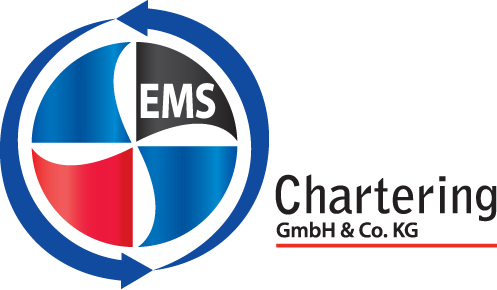 EMS
Chartering
GmbH & Co. KG